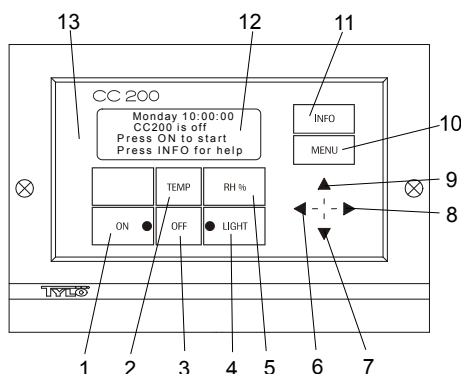 13
12
11
CC 200
Monday 10:00:00
CC200 is off
Press ON to start
Press INFO for help
INFO
MENU
10
TEMP
RH %
9
ON
OFF
LIGHT
8
TYLÖ
1 2 3 4 5 6 7